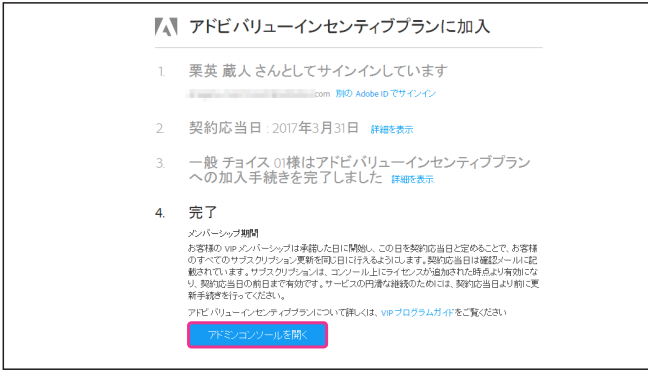 アドビバリューインセンティブプランに加入
1. 栗英 蔵人 さんとしてサインインしています
com 別の Adobe ID でサインイン
2. 契約応当日 : 2017年3月31日 詳細を表示
3. 一般 チョイス 01様はアドビバリューインセンティブプラン
への加入手続きを完了しました 詳細を表示
4. 完了
メンバーシップ期間
お客様の VIP メンバーシップは承諾した日に開始し、この日を契約応当日と定めることで、お客様
のすべてのサブスクリプション更新を同じ日に行えるようにします。契約応当日は確認メールに記
載されています。サブスクリプションは、コンソール上にライセンスが追加された時点より有効にな
り、契約応当日の前日まで有効です。サービスの円滑な継続のためには、契約応当日より前に更
新手続きを行ってください。
アドビ バリューインセンティブプランについて詳しくは、VIP プログラムガイドをご覧ください
アドミンコンソールを開く